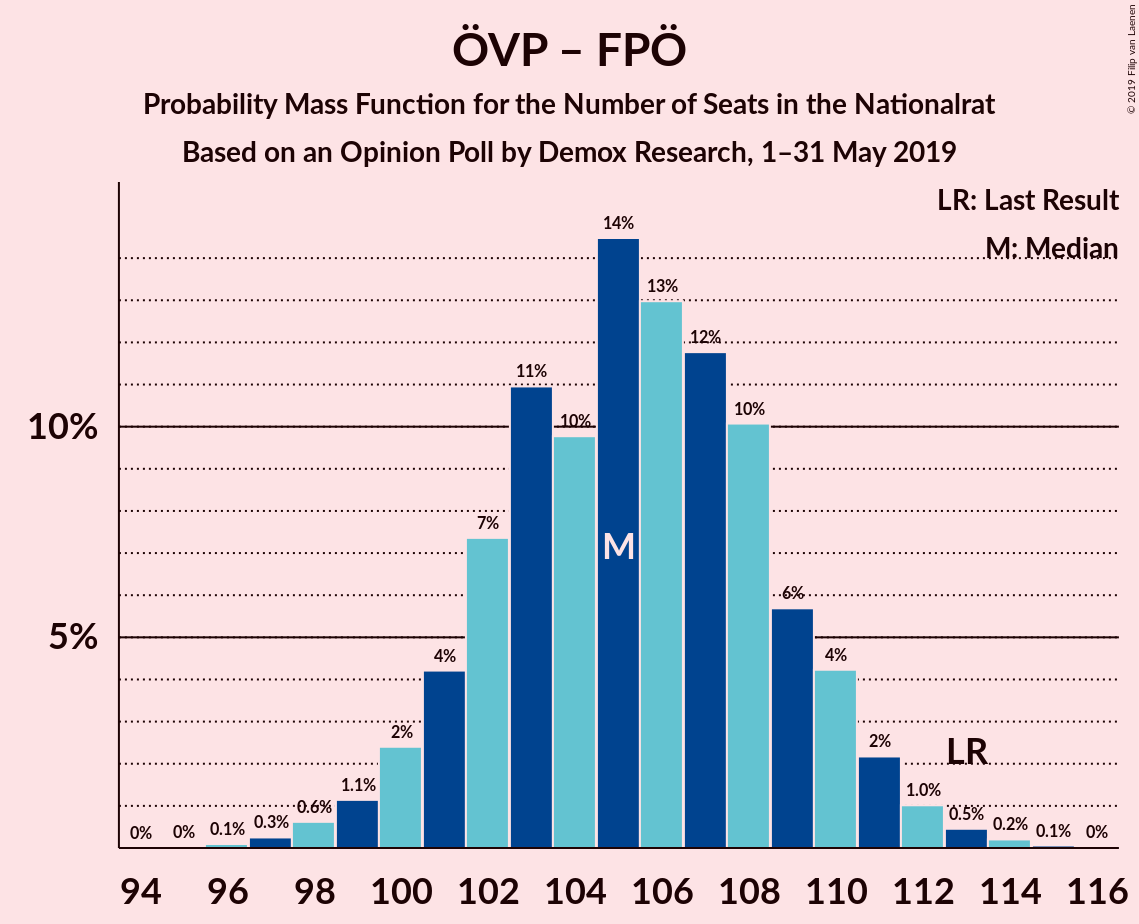 ÖVP – FPÖ
Probability Mass Function for the Number of Seats in the Nationalrat
Based on an Opinion Poll by Demox Research, 1–31 May 2019
© 2019 Filip van Laenen
LR: Last Result
M: Median
10%
5%
0%
0%
0.1%
0.3%
0.6%
1.1%
2%
4%
7%
11%
10%
14%
13%
12%
10%
6%
4%
2%
1.0%
0.5%
0.2%
0.1%
0%
M
LR
94 96 98 100 102 104 106 108 110 112 114 116